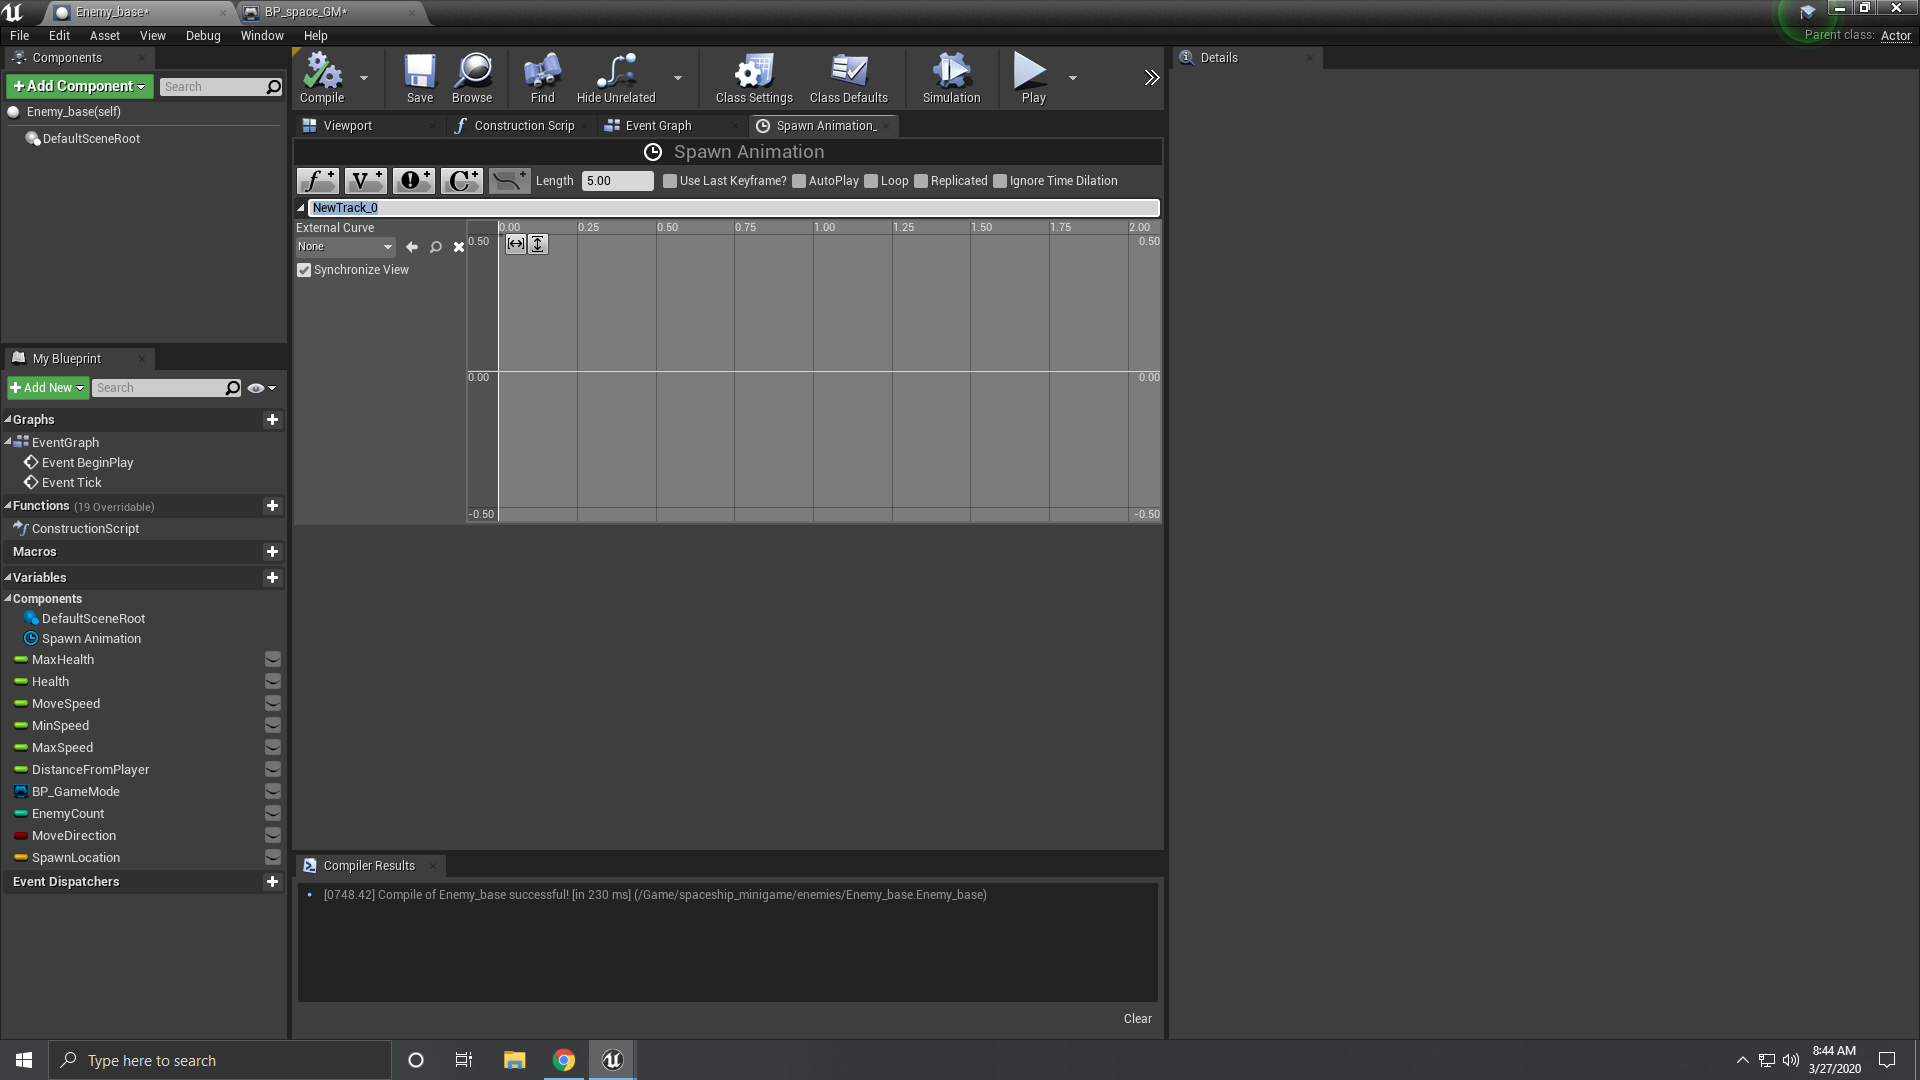 Enemy_base*
BP_space_GM*
File Edit Asset View Debug Window Help
Parent class: Actor
Components
+Add Component
Search
Enemy_base(self)
DefaultSceneRoot
Compile
Save
Browse
Find
Hide Unrelated
Class Settings
Class Defaults
Simulation
Play
Details
Viewport
Construction Scrip
Event Graph
Spawn Animation_
Spawn Animation
f+ V+ !+ C+ Length 5.00 Use Last Keyframe? AutoPlay Loop Replicated Ignore Time Dilation
NewTrack_0
External Curve
None
Synchronize View
0.00 0.25 0.50 0.75 1.00 1.25 1.50 1.75 2.00
0.50 0.50
0.00 0.00
-0.50 -0.50
My Blueprint
+Add New
Search
Graphs
EventGraph
Event BeginPlay
Event Tick
Functions (19 Overridable)
ConstructionScript
Macros
Variables
Components
DefaultSceneRoot
Spawn Animation
MaxHealth
Health
MoveSpeed
MinSpeed
MaxSpeed
DistanceFromPlayer
BP_GameMode
EnemyCount
MoveDirection
SpawnLocation
Event Dispatchers
Compiler Results
[0748.42] Compile of Enemy_base successful! [in 230 ms] (/Game/spaceship_minigame/enemies/Enemy_base.Enemy_base)
Clear
Type here to search
8:44 AM
3/27/2020